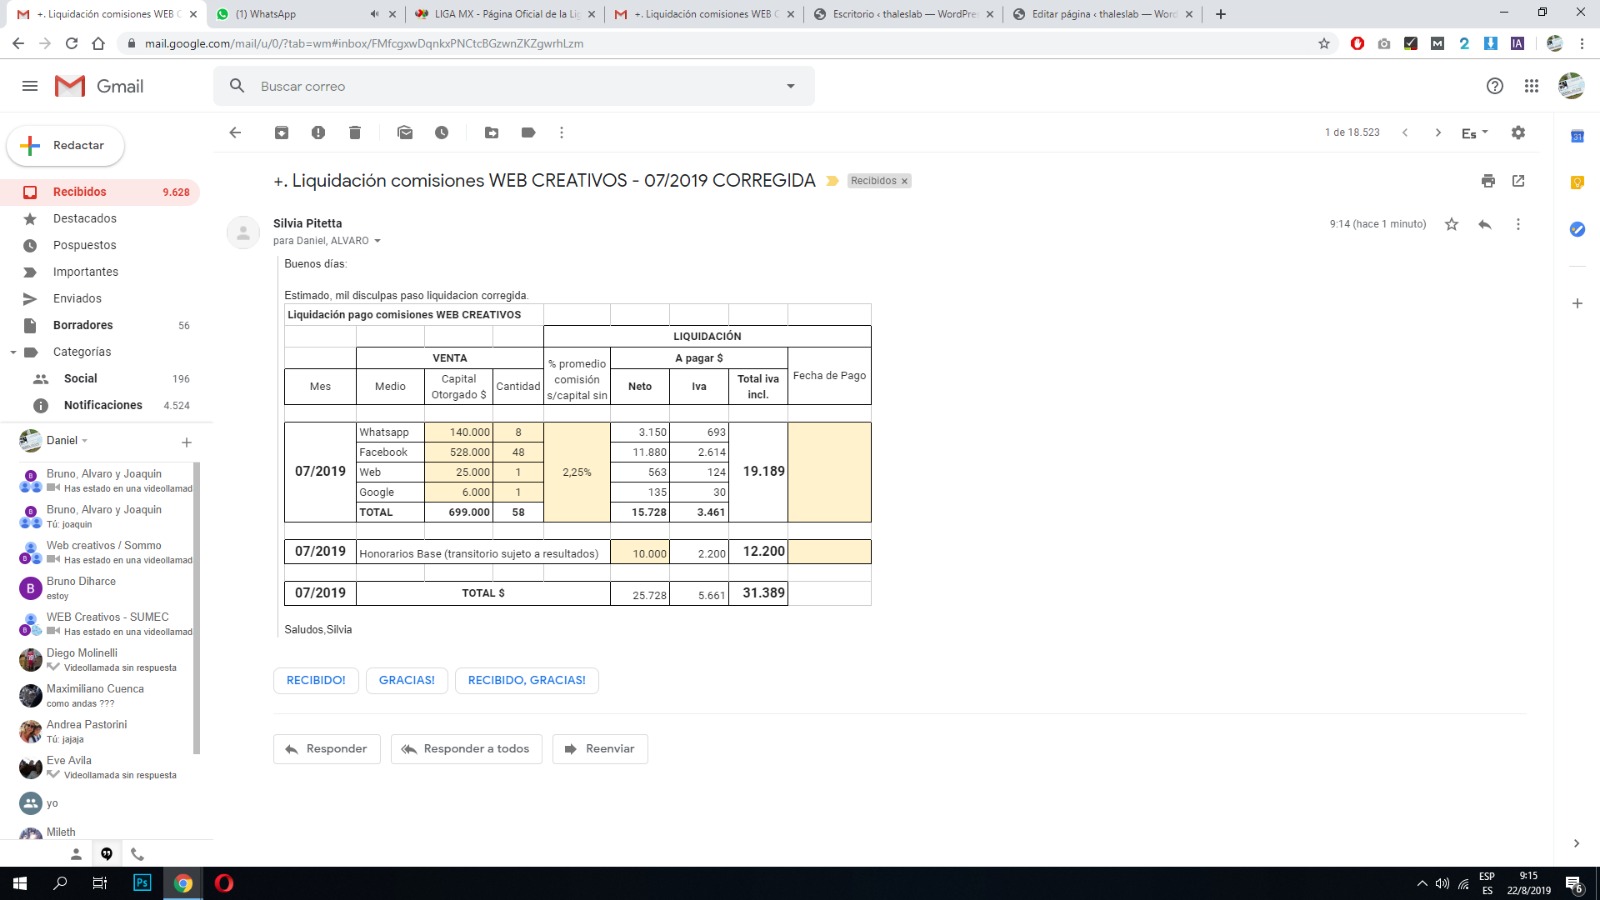 +. Liquidación comisiones WEB C
(1) WhatsApp
LIGA MX - Página Oficial de la Li
+. Liquidación comisiones WEB C
Escritorio ‹ thaleslab — WordPre
Editar página ‹ thaleslab — Word
mail.google.com/mail/u/0/?tab=wm#inbox/FMfcgxwDqnkxPNCtcBGzwnZKZgwrhLzm
Gmail
Buscar correo
Redactar
1 de 18.523
Es
Recibidos 9.628
Destacados
Pospuestos
Importantes
Enviados
Borradores 56
Categorías
Social 196
Notificaciones 4.524
Daniel
Bruno, Alvaro y Joaquin
Has estado en una videollamad
Bruno, Alvaro y Joaquin
Tú: joaquin
Web creativos / Sommo
Has estado en una videollamad
Bruno Diharce
estoy
WEB Creativos - SUMEC
Has estado en una videollamad
Diego Molinelli
Videollamada sin respuesta
Maximiliano Cuenca
como andas ???
Andrea Pastorini
Tú: jajaja
Eve Avila
Videollamada sin respuesta
yo
Mileth
+. Liquidación comisiones WEB CREATIVOS - 07/2019 CORREGIDA Recibidos x
Silvia Pitetta
9:14 (hace 1 minuto)
para Daniel, ALVARO
Buenos días:
Estimado, mil disculpas paso liquidacion corregida.
Liquidación pago comisiones WEB CREATIVOS
LIQUIDACIÓN
VENTA
% promedio comisión s/capital sin
A pagar $
Fecha de Pago
Mes Medio Capital Otorgado $ Cantidad Neto Iva Total iva incl.
07/2019
Whatsapp 140.000 8 3.150 693
Facebook 528.000 48 11.880 2.614
Web 25.000 1 2,25% 563 124 19.189
Google 6.000 1 135 30
TOTAL 699.000 58 15.728 3.461
07/2019 Honorarios Base (transitorio sujeto a resultados) 10.000 2.200 12.200
07/2019 TOTAL $ 25.728 5.661 31.389
Saludos,Silvia
RECIBIDO! GRACIAS! RECIBIDO, GRACIAS!
Responder Responder a todos Reenviar
Ps
ESP
ES
9:15
22/8/2019
6